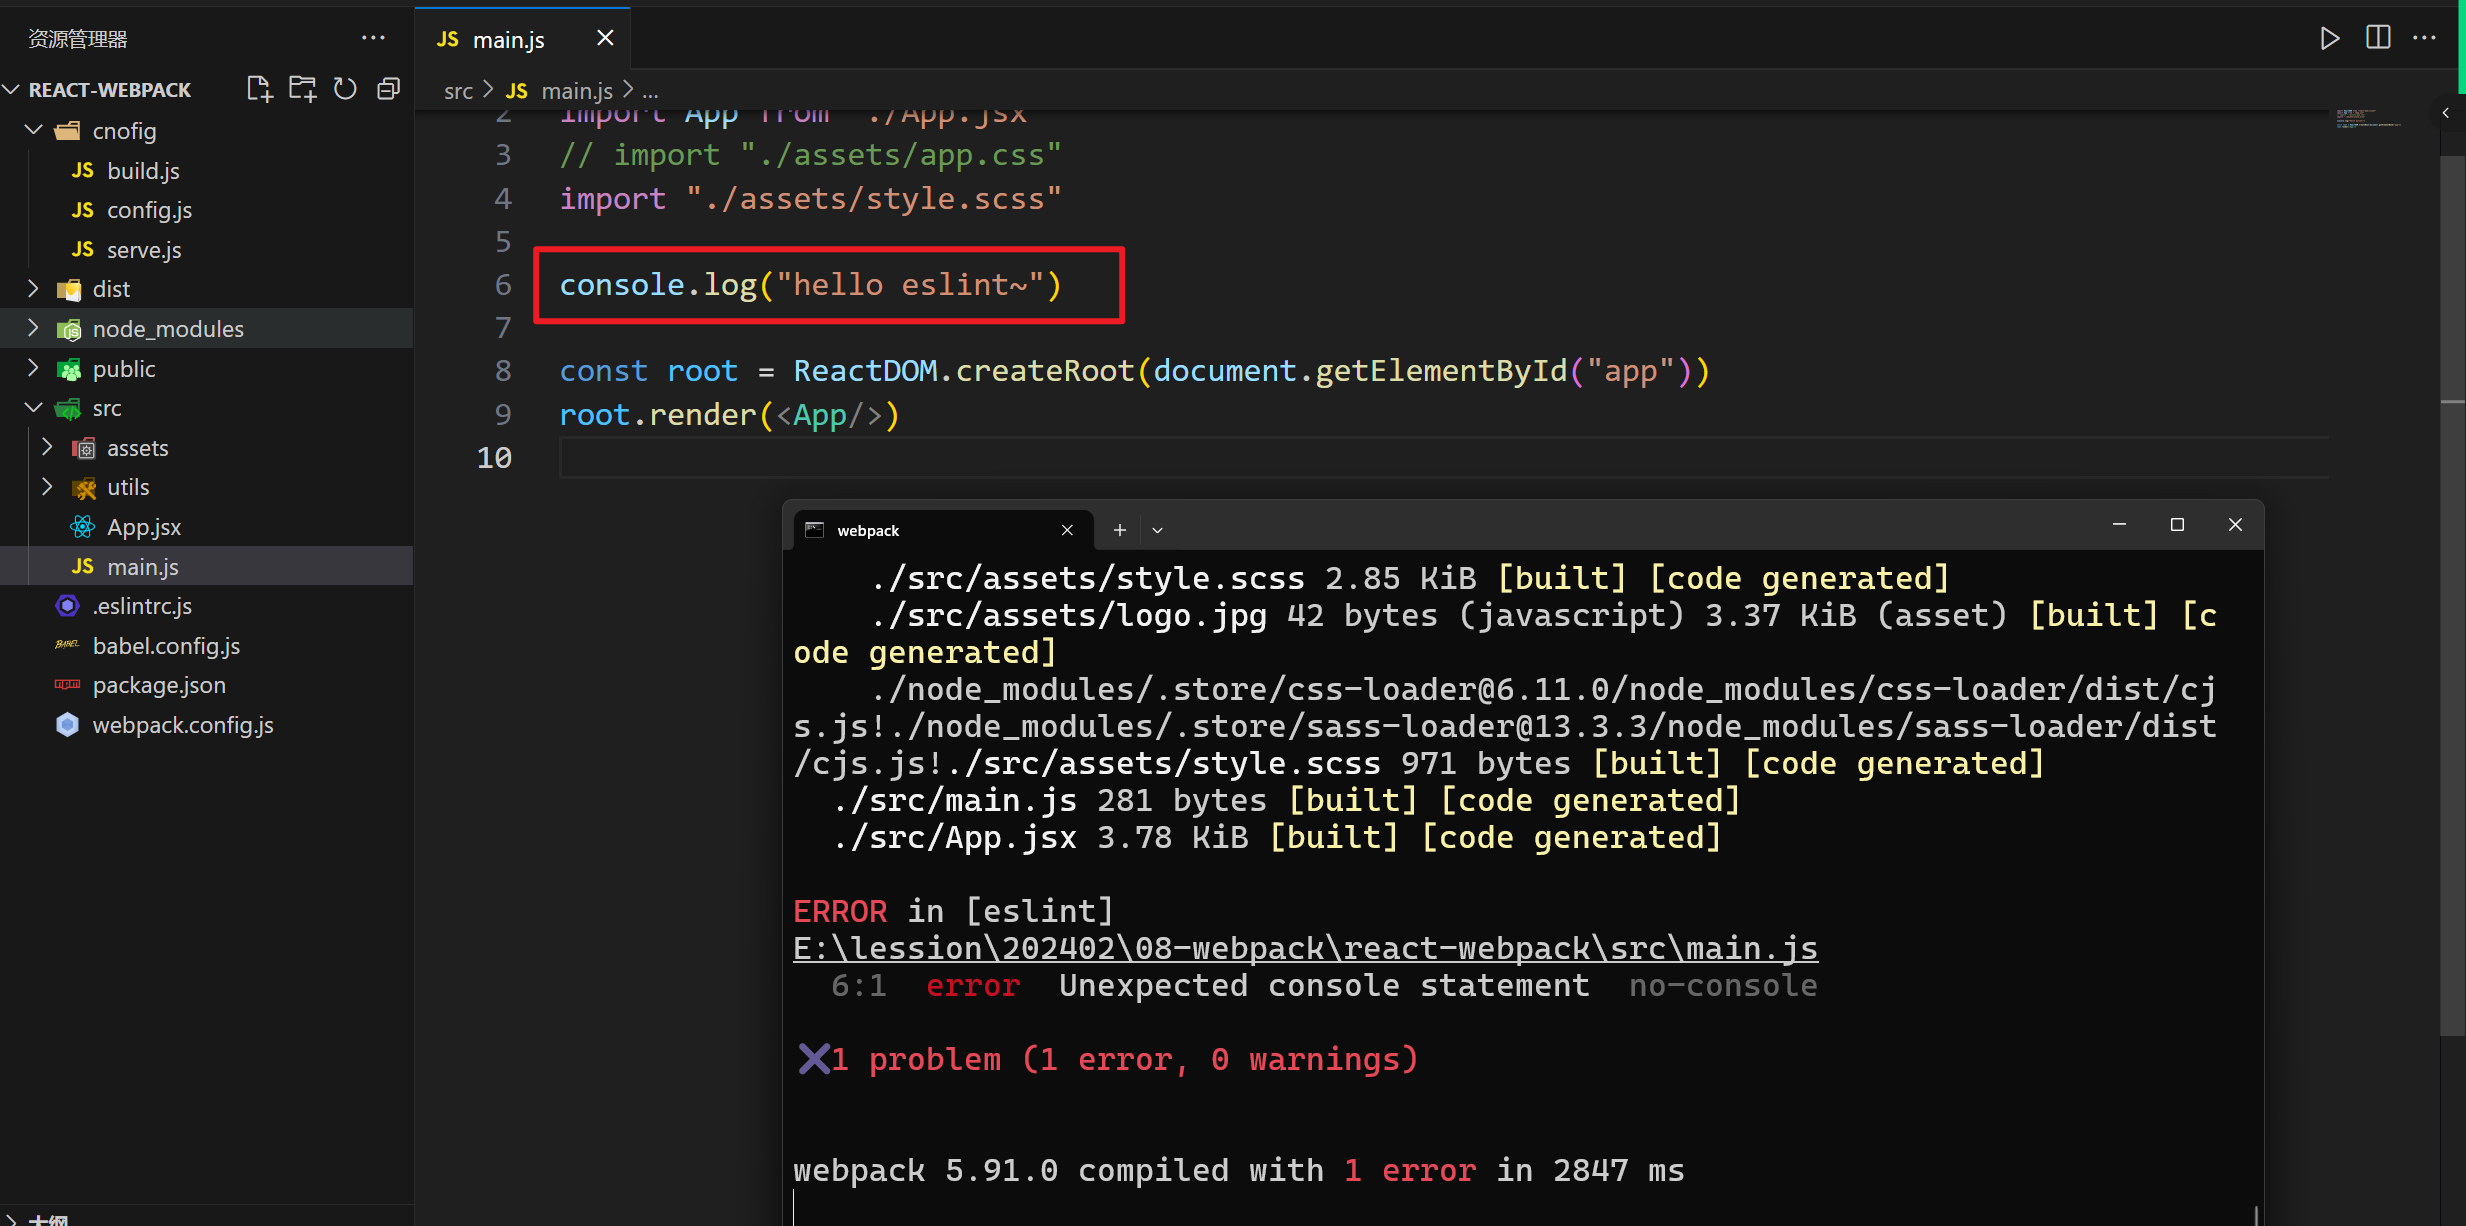 资源管理器
REACT-WEBPACK
cnofig
build.js
config.js
serve.js
dist
node_modules
public
src
assets
utils
App.jsx
main.js
.eslintrc.js
babel.config.js
package.json
webpack.config.js
大纲
main.js
src > main.js > ...
2 import App from "./App.jsx
3 // import "./assets/app.css"
4 import "./assets/style.scss"
5
6 console.log("hello eslint~")
7
8 const root = ReactDOM.createRoot(document.getElementById("app"))
9 root.render(<App/>)
10
webpack
./src/assets/style.scss 2.85 KiB [built] [code generated]
./src/assets/logo.jpg 42 bytes (javascript) 3.37 KiB (asset) [built] [c
ode generated]
./node_modules/.store/css-loader@6.11.0/node_modules/css-loader/dist/cj
s.js!./node_modules/.store/sass-loader@13.3.3/node_modules/sass-loader/dist
/cjs.js!./src/assets/style.scss 971 bytes [built] [code generated]
./src/main.js 281 bytes [built] [code generated]
./src/App.jsx 3.78 KiB [built] [code generated]
ERROR in [eslint]
E:\lession\202402\08-webpack\react-webpack\src\main.js
6:1 error Unexpected console statement no-console
✖1 problem (1 error, 0 warnings)
webpack 5.91.0 compiled with 1 error in 2847 ms